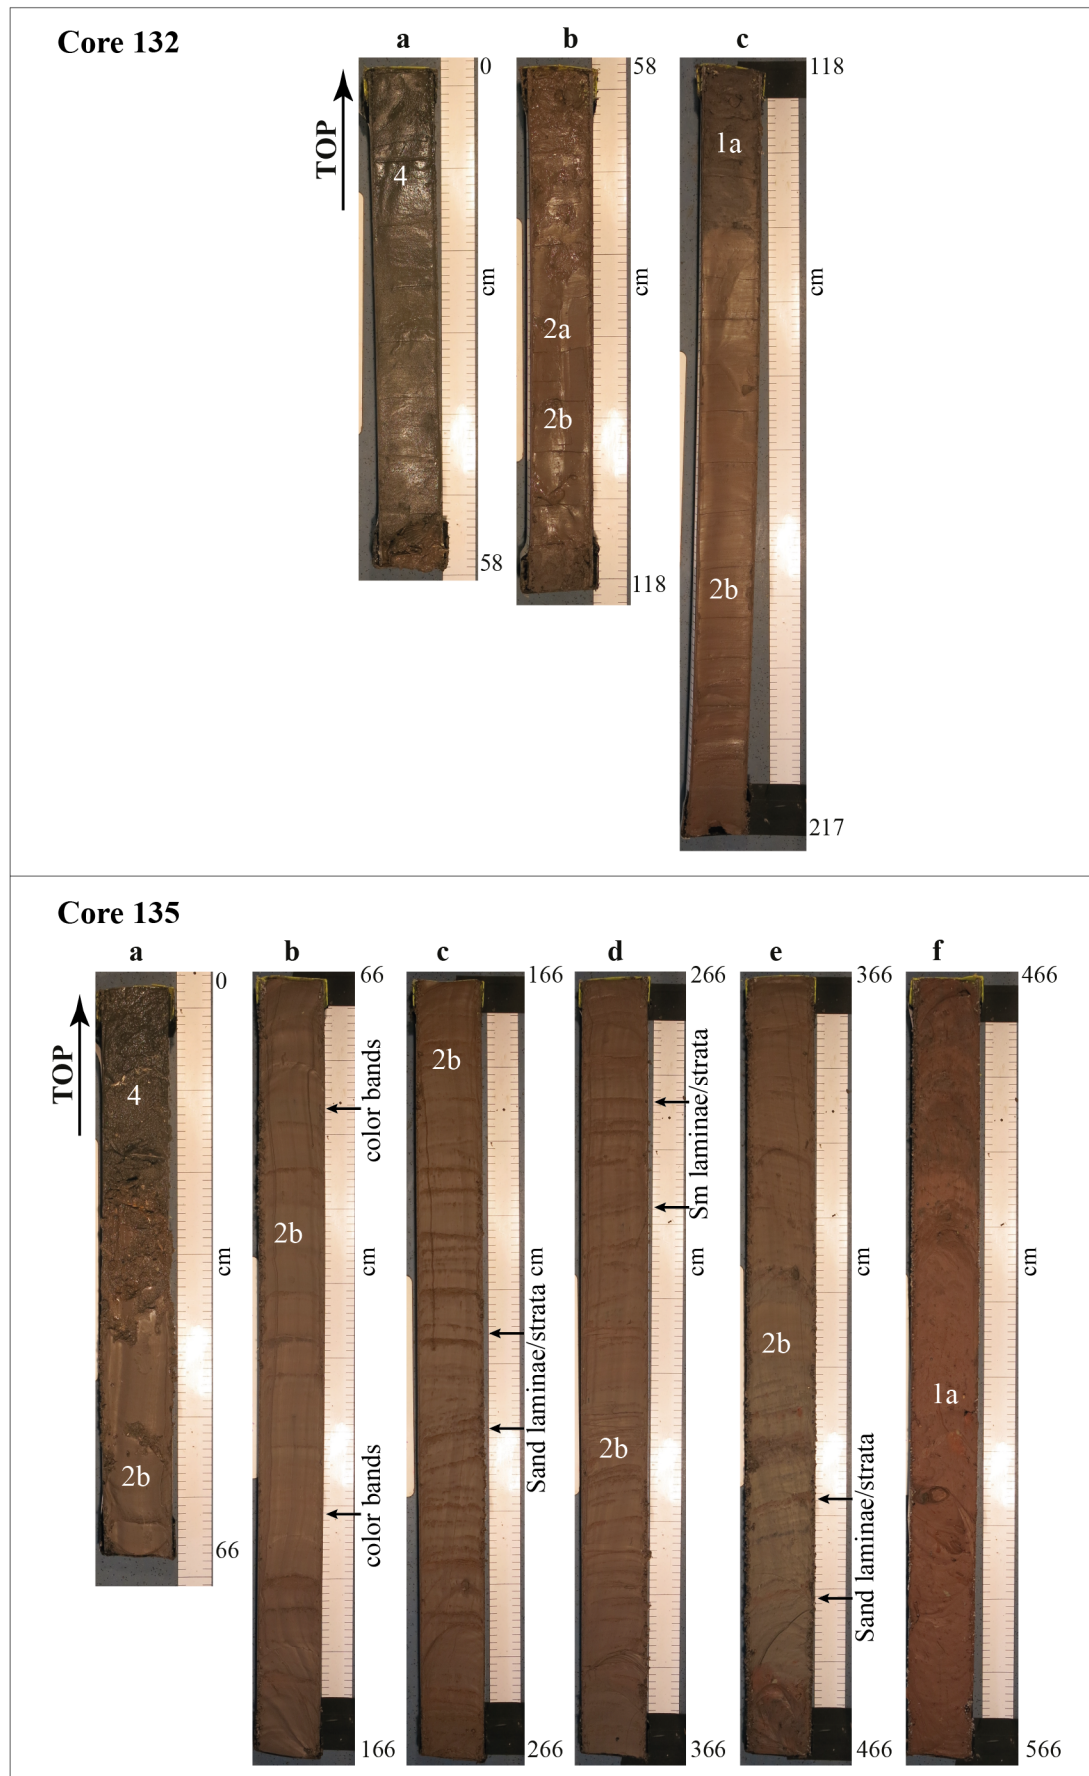 Core 132
a
b
c
TOP
0
58
118
4
1a
cm
cm
cm
2a
2b
2b
58
118
217
Core 135
a
b
c
d
e
f
TOP
0
66
166
266
366
466
4
2b
color bands
2b
Sm laminae/strata
cm
cm
cm
cm
cm
cm
Sand laminae/strata
2b
1a
2b
2b
color bands
Sand laminae/strata
66
166
266
366
466
566